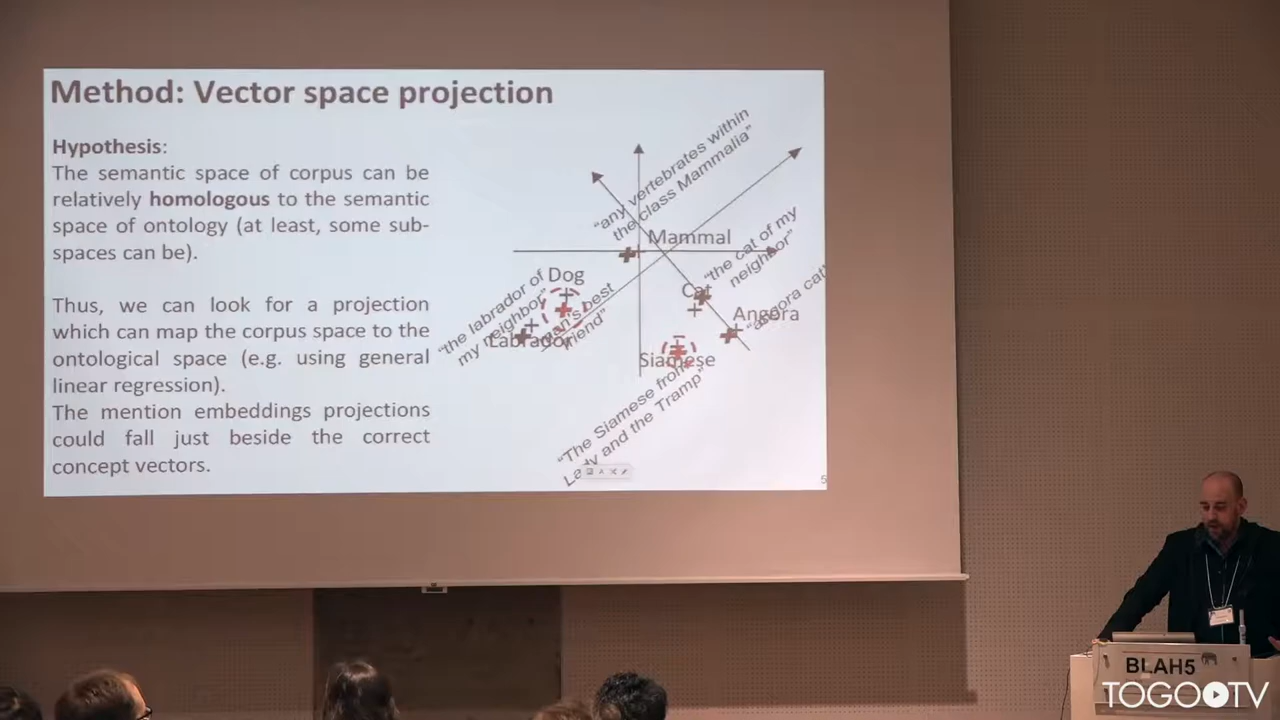 Method: Vector space projection
Hypothesis:
The semantic space of corpus can be
relatively homologous to the semantic
space of ontology (at least, some sub-
spaces can be).
Thus, we can look for a projection
which can map the corpus space to the
ontological space (e.g. using general
linear regression).
The mention embeddings projections
could fall just beside the correct
concept vectors.
"any vertebrates within
the class Mammalia"
Mammal
"the cat of my
neighbor"
Cat
"angora cat"
Angora
Dog
"the labrador of
my neighbor"
"man's best
friend"
Labrador
Siamese
"The Siamese from
Lady and the Tramp"
5
BLAH5
TOGOTV